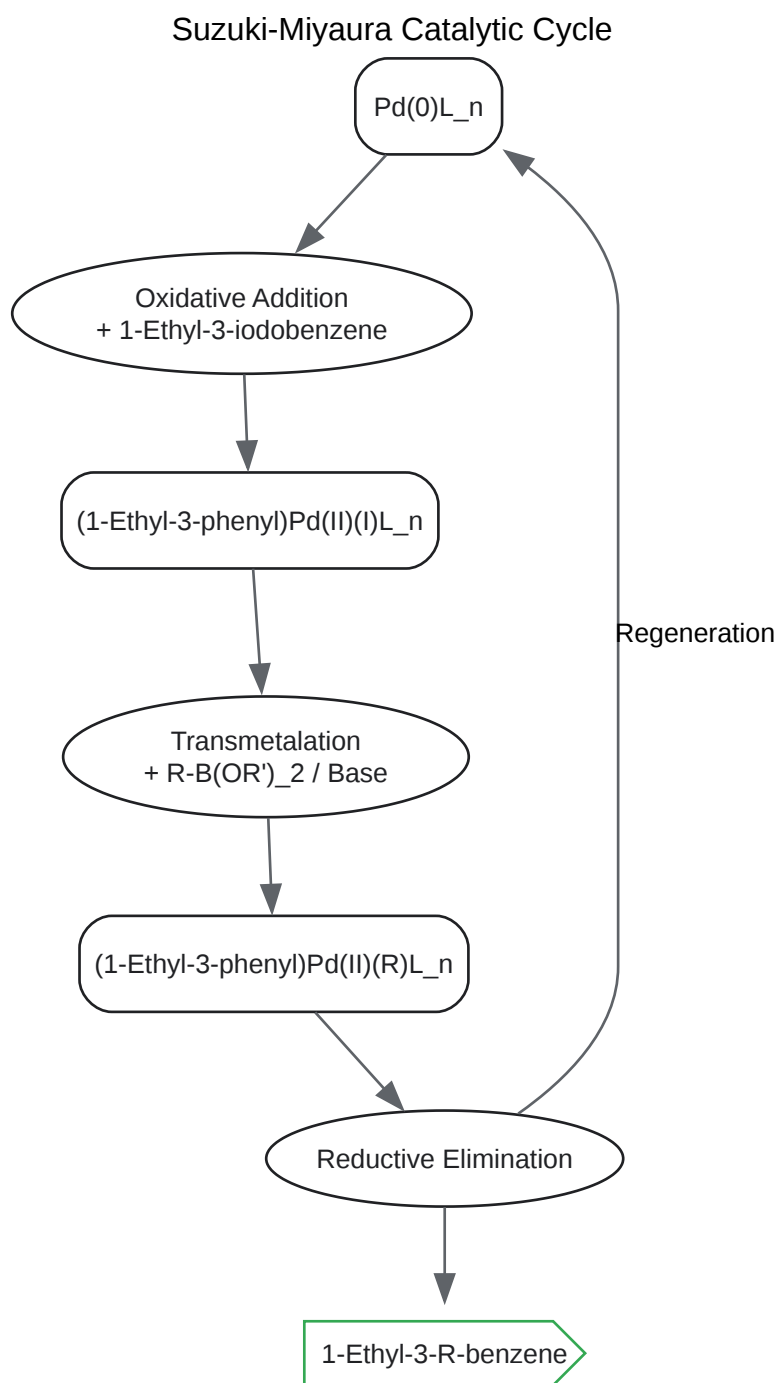 Suzuki-Miyaura Catalytic Cycle
Pd(0)L_n
Oxidative Addition
+ 1-Ethyl-3-iodobenzene
(1-Ethyl-3-phenyl)Pd(II)(I)L_n
Regeneration
Transmetalation
+ R-B(OR')_2 / Base
(1-Ethyl-3-phenyl)Pd(II)(R)L_n
Reductive Elimination
1-Ethyl-3-R-benzene